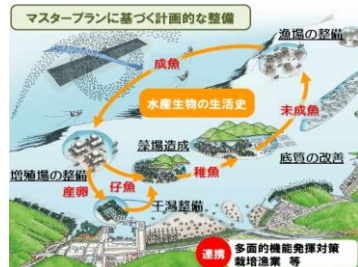 マスタープランに基づく計画的な整備
漁場の整備
成魚
水産生物の生活史
未成魚
藻場造成
稚魚
底質の改善
増殖場の整備
仔魚
産卵
干潟整備
連携
多面的機能発揮対策
栽培漁業 等